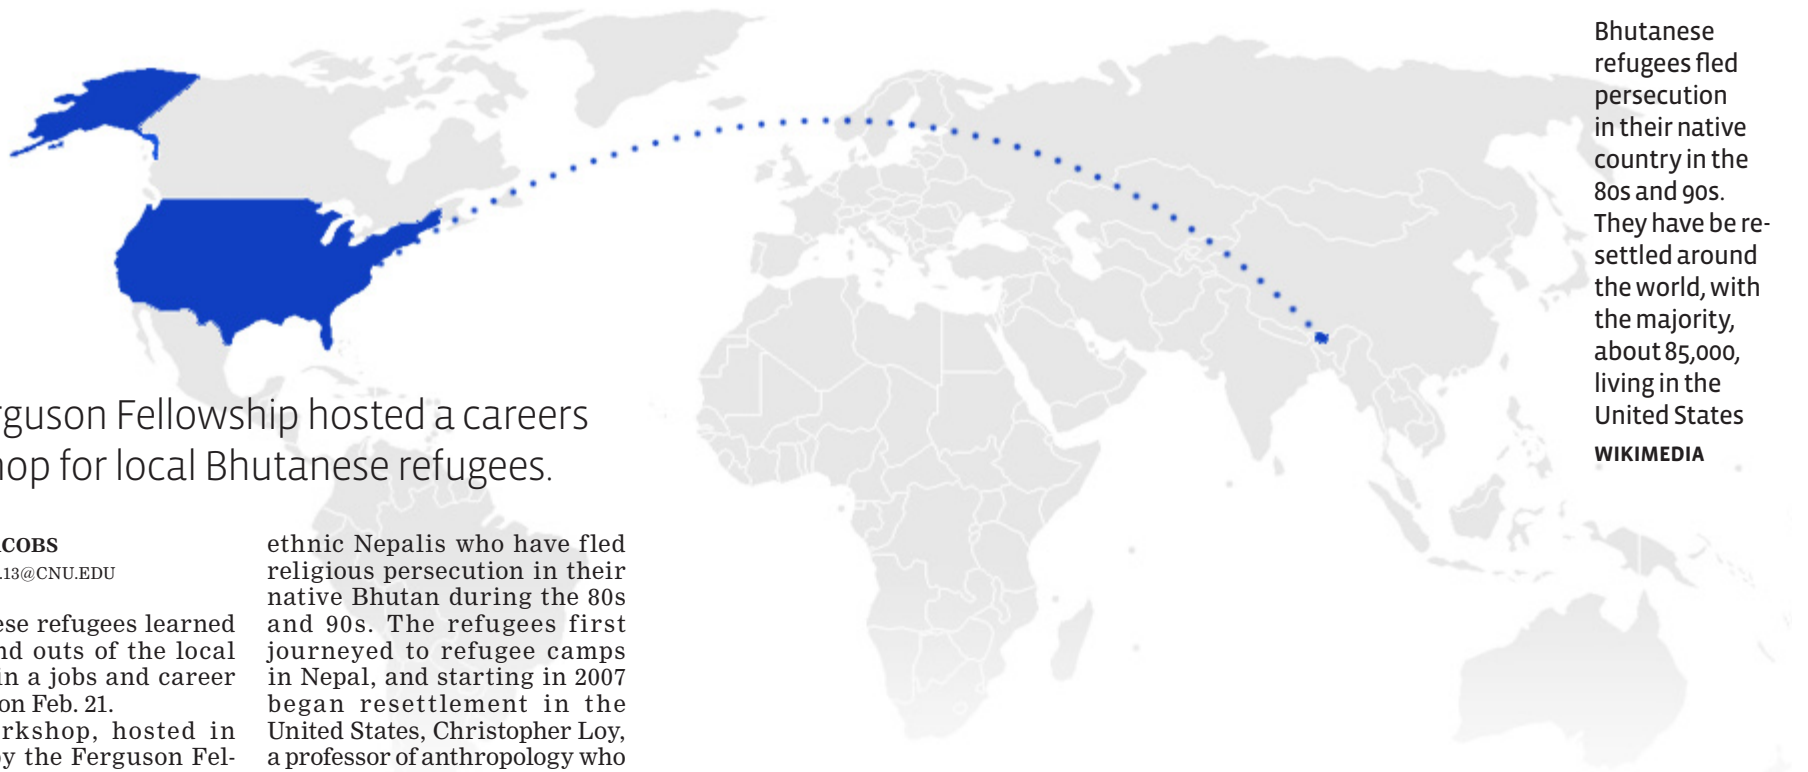 rguson Fellowship hosted a careers
hop for local Bhutanese refugees.
COBS
.13@CNU.EDU
ese refugees learned
nd outs of the local
in a jobs and career
on Feb. 21.
rkshop, hosted in
by the Ferguson Fel-
ethnic Nepalis who have fled
religious persecution in their
native Bhutan during the 80s
and 90s. The refugees first
journeyed to refugee camps
in Nepal, and starting in 2007
began resettlement in the
United States, Christopher Loy,
a professor of anthropology who
Bhutanese
refugees fled
persecution
in their native
country in the
80s and 90s.
They have be re-
settled around
the world, with
the majority,
about 85,000,
living in the
United States
WIKIMEDIA